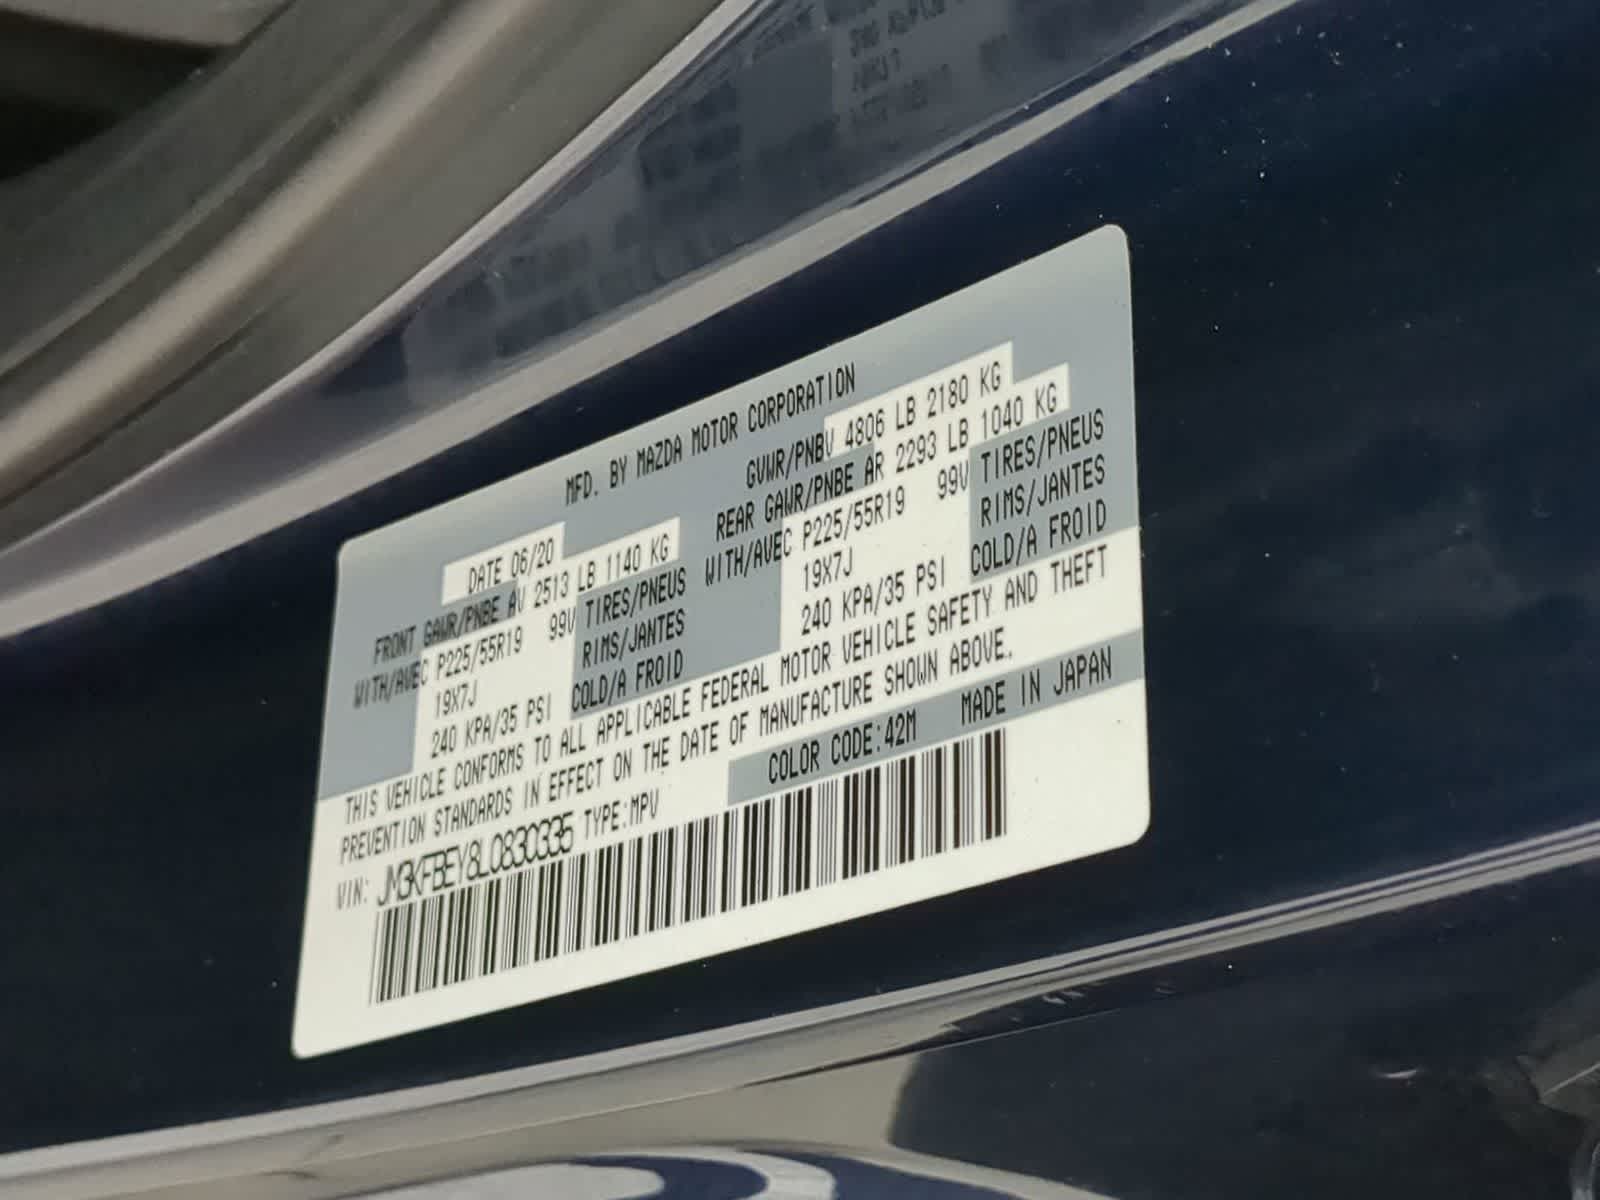 MFD. BY MAZDA MOTOR CORPORATION
DATE 06/20 GVWR/PNBV 4806 LB 2180 KG
FRONT GAWR/PNBE AV 2513 LB 1140 KG REAR GAWR/PNBE AR 2293 LB 1040 KG
WITH/AVEC P225/55R19 99V TIRES/PNEUS WITH/AVEC P225/55R19 99V TIRES/PNEUS
19X7J RIMS/JANTES 19X7J RIMS/JANTES
240 KPA/35 PSI COLD/A FROID 240 KPA/35 PSI COLD/A FROID
THIS VEHICLE CONFORMS TO ALL APPLICABLE FEDERAL MOTOR VEHICLE SAFETY AND THEFT
PREVENTION STANDARDS IN EFFECT ON THE DATE OF MANUFACTURE SHOWN ABOVE.
VIN: JM3KFBEY8L0830335 TYPE:MPV COLOR CODE:42M MADE IN JAPAN